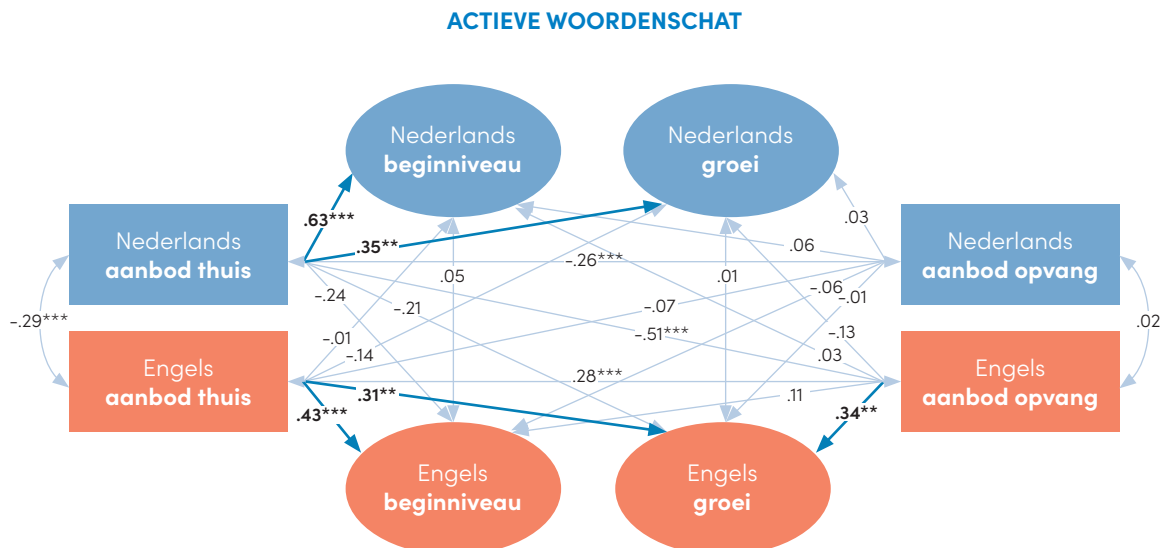 ACTIEVE WOORDENSCHAT
Nederlands
beginniveau
Nederlands
groei
.63***
.03
Nederlands
aanbod thuis
.35**
.06
Nederlands
aanbod opvang
-.26***
.05
.01
-.06
-.24
-.01
-.21
-.07
-.29***
.02
-.01
-.51***
-.13
-.14
.03
Engels
aanbod thuis
.28***
Engels
aanbod opvang
.31**
.11
.43***
.34**
Engels
beginniveau
Engels
groei